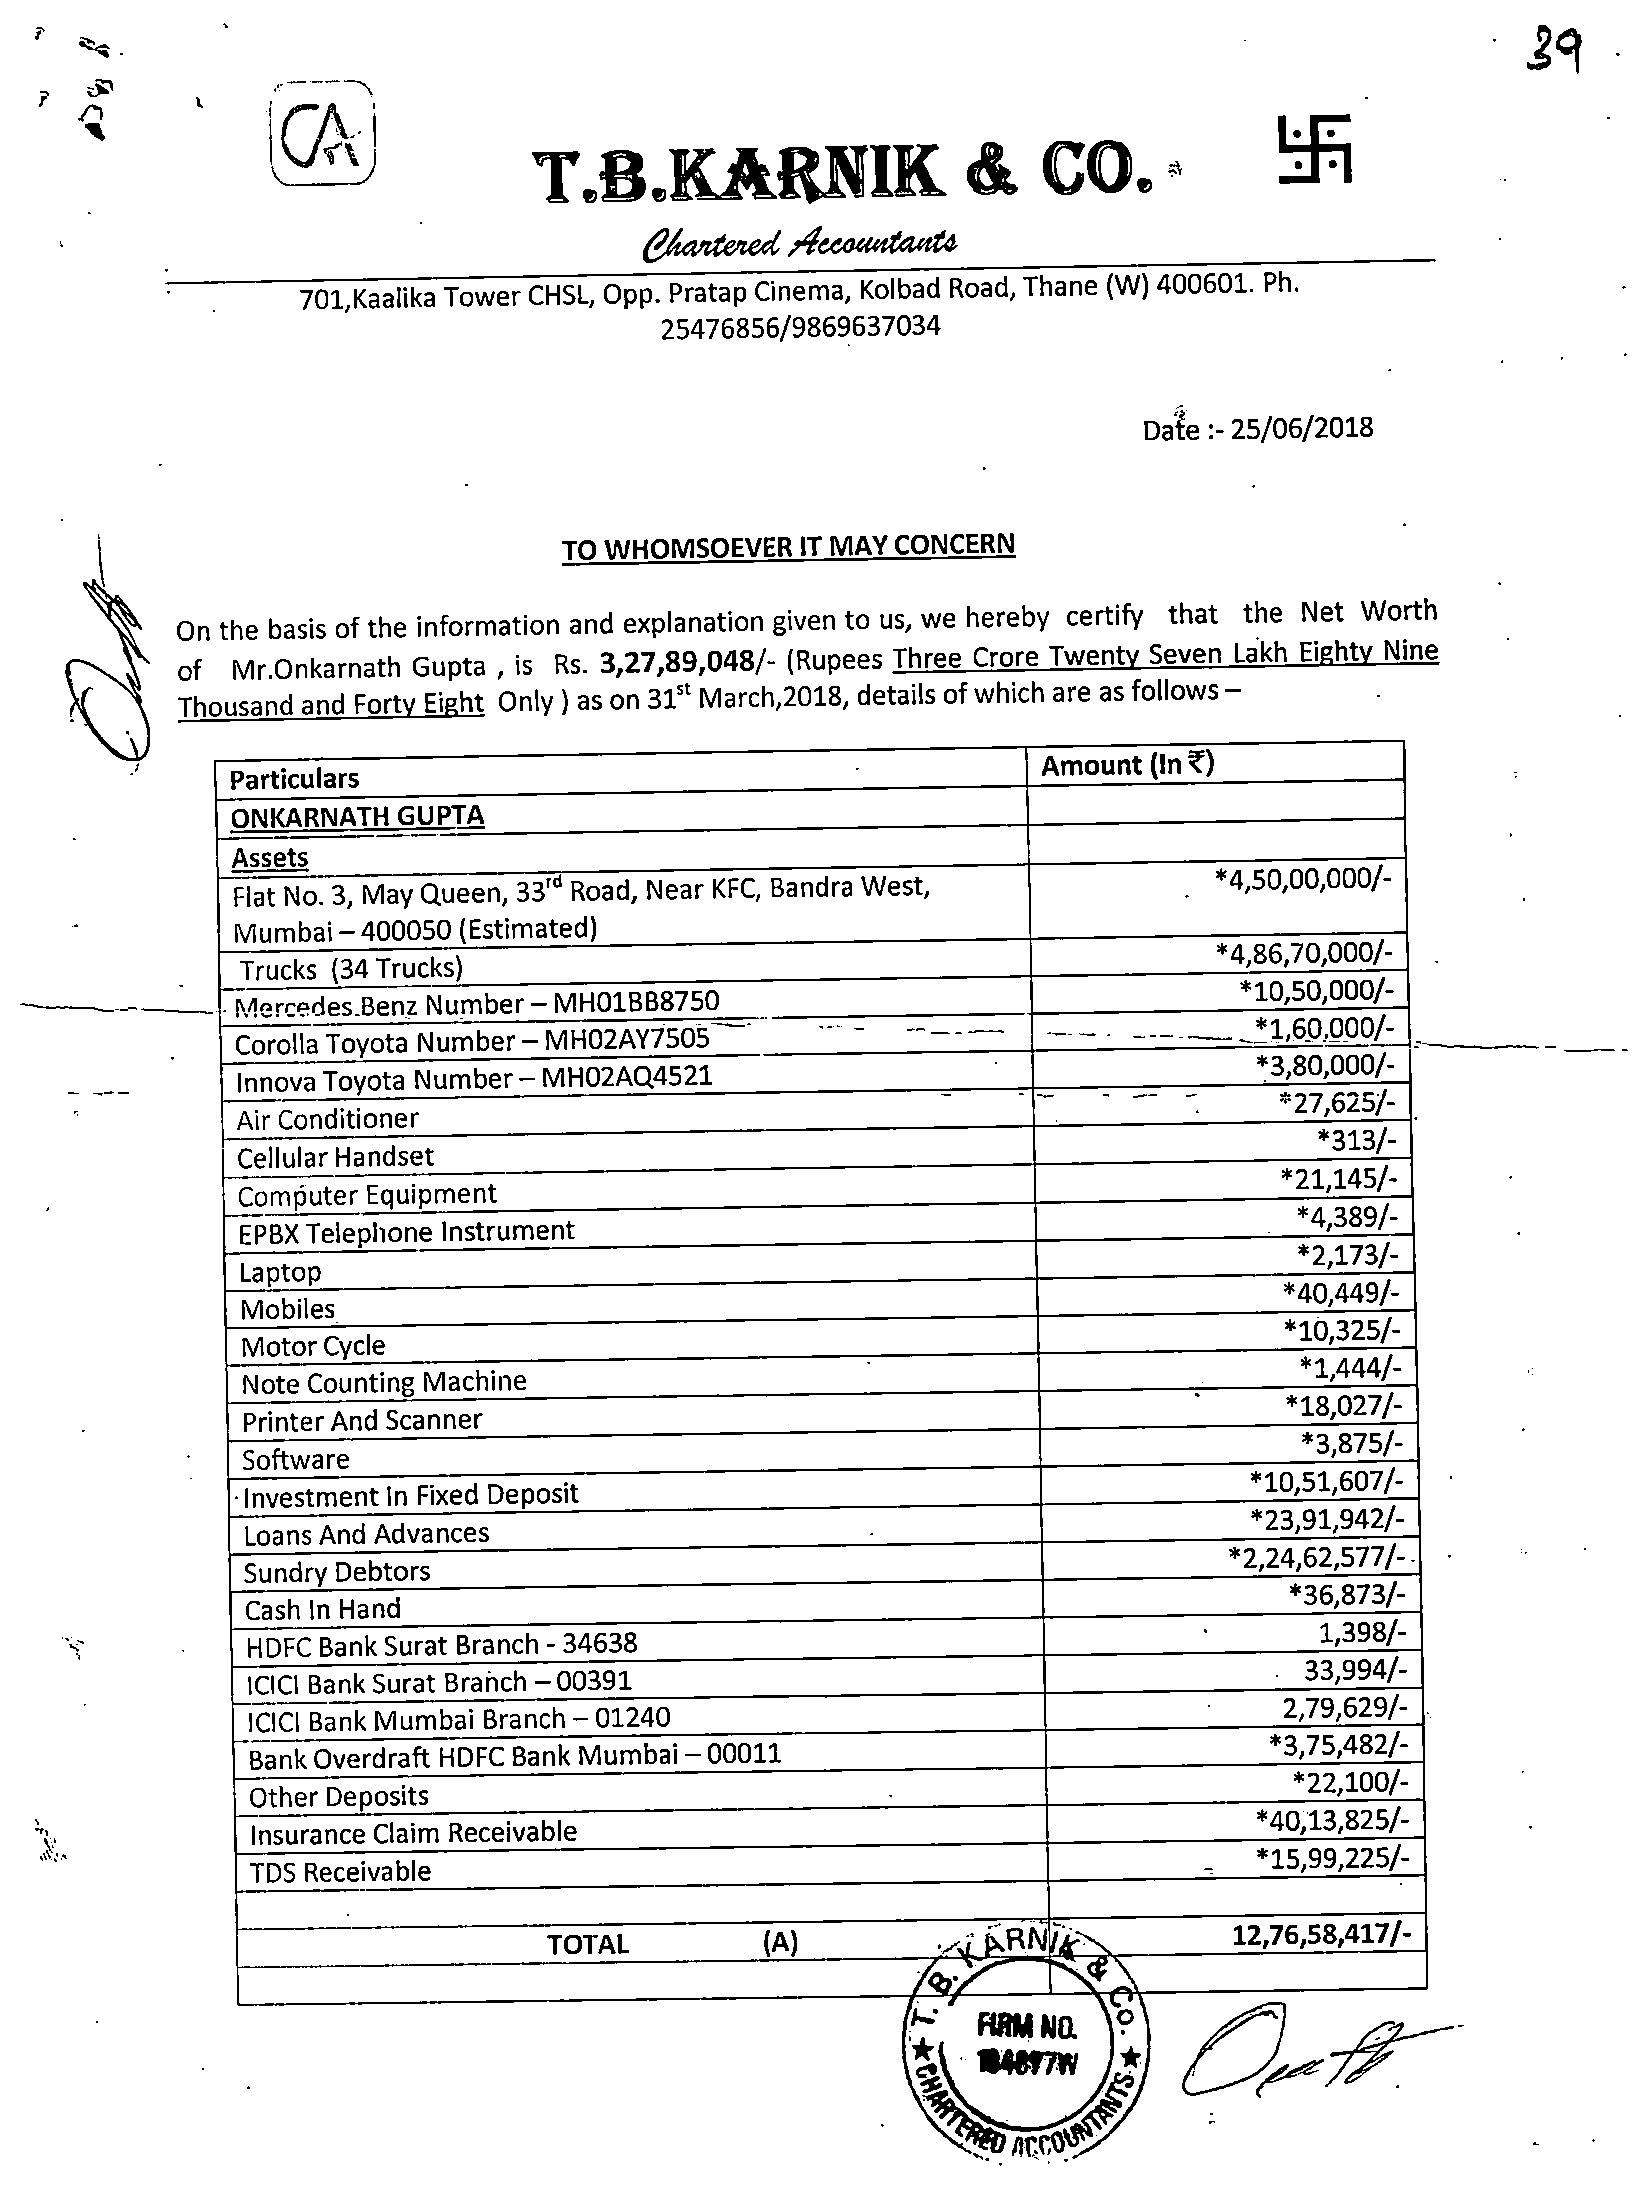 39
CA
T.B.KARNIK & CO.
Chartered Accountants
701,Kaalika Tower CHSL, Opp. Pratap Cinema, Kolbad Road, Thane (W) 400601. Ph.
25476856/9869637034
Date :- 25/06/2018
TO WHOMSOEVER IT MAY CONCERN
On the basis of the information and explanation given to us, we hereby certify that the Net Worth
of Mr.Onkarnath Gupta , is Rs. 3,27,89,048/- (Rupees Three Crore Twenty Seven Lakh Eighty Nine
Thousand and Forty Eight Only ) as on 31st March,2018, details of which are as follows –
Particulars Amount (In ₹)
ONKARNATH GUPTA
Assets
Flat No. 3, May Queen, 33rd Road, Near KFC, Bandra West, *4,50,00,000/-
Mumbai – 400050 (Estimated)
Trucks (34 Trucks) *4,86,70,000/-
Mercedes Benz Number – MH01BB8750 *10,50,000/-
Corolla Toyota Number – MH02AY7505 *1,60,000/-
Innova Toyota Number – MH02AQ4521 *3,80,000/-
Air Conditioner *27,625/-
Cellular Handset *313/-
Computer Equipment *21,145/-
EPBX Telephone Instrument *4,389/-
Laptop *2,173/-
Mobiles *40,449/-
Motor Cycle *10,325/-
Note Counting Machine *1,444/-
Printer And Scanner *18,027/-
Software *3,875/-
Investment In Fixed Deposit *10,51,607/-
Loans And Advances *23,91,942/-
Sundry Debtors *2,24,62,577/-
Cash In Hand *36,873/-
HDFC Bank Surat Branch - 34638 1,398/-
ICICI Bank Surat Branch – 00391 33,994/-
ICICI Bank Mumbai Branch – 01240 2,79,629/-
Bank Overdraft HDFC Bank Mumbai – 00011 *3,75,482/-
Other Deposits *22,100/-
Insurance Claim Receivable *40,13,825/-
TDS Receivable *15,99,225/-
TOTAL (A) 12,76,58,417/-
T. B. KARNIK & CO.
FIRM NO.
CHARTERED ACCOUNTANTS